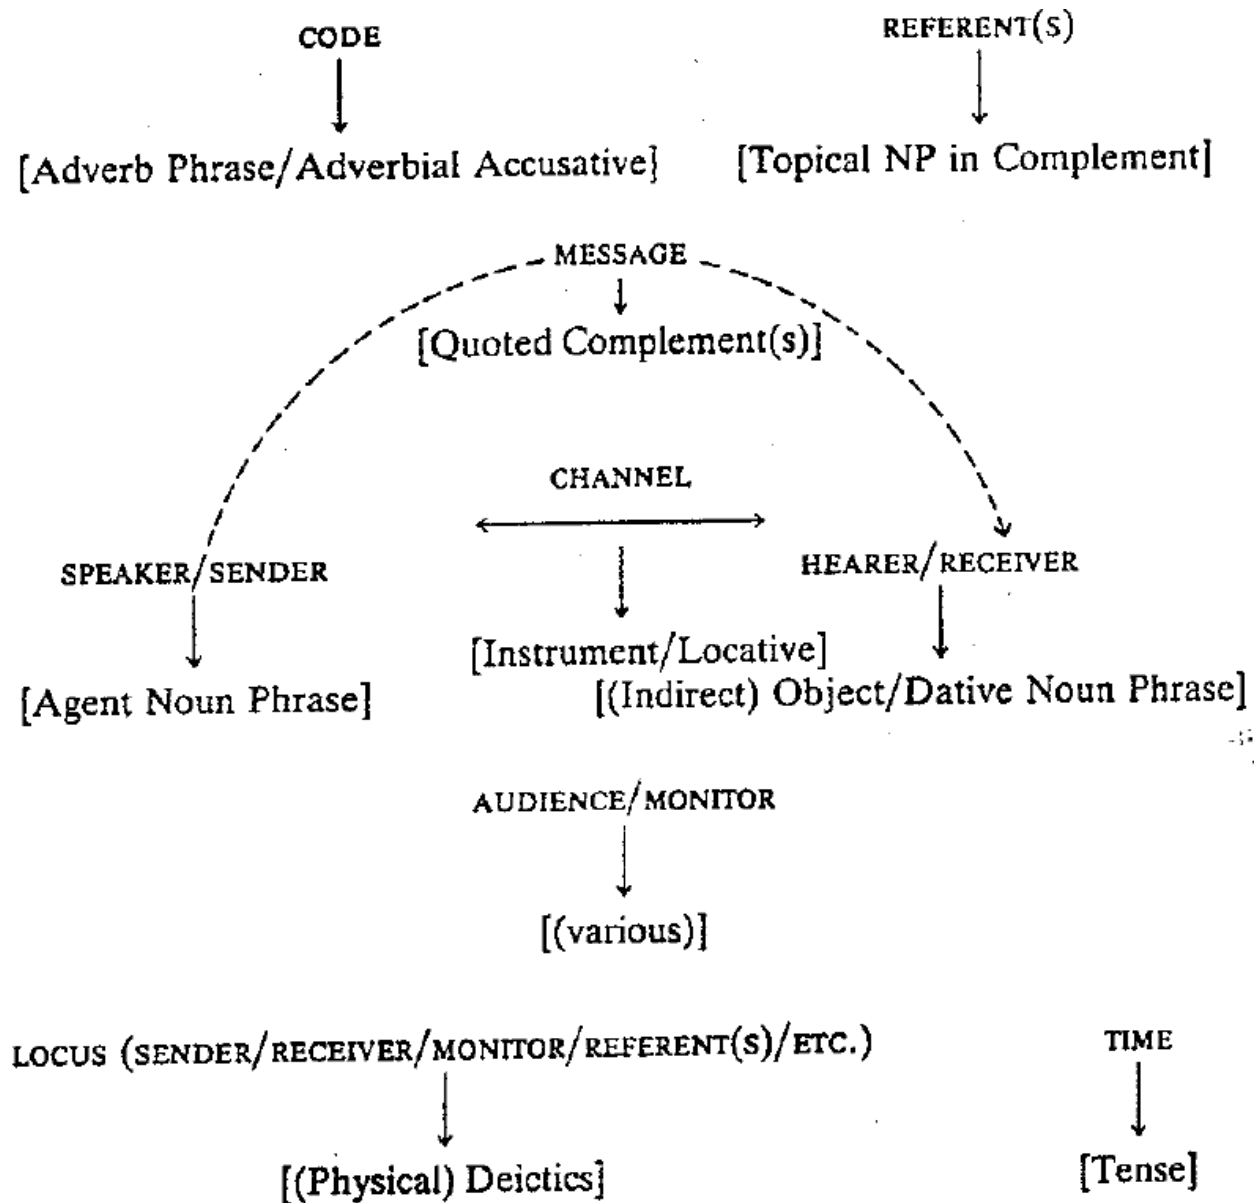 CODE
REFERENT(S)
[Adverb Phrase/Adverbial Accusative]
[Topical NP in Complement]
MESSAGE
[Quoted Complement(s)]
CHANNEL
SPEAKER/SENDER
HEARER/RECEIVER
[Instrument/Locative]
[Agent Noun Phrase]
[(Indirect) Object/Dative Noun Phrase]
AUDIENCE/MONITOR
[(various)]
LOCUS (SENDER/RECEIVER/MONITOR/REFERENT(S)/ETC.)
TIME
[(Physical) Deictics]
[Tense]